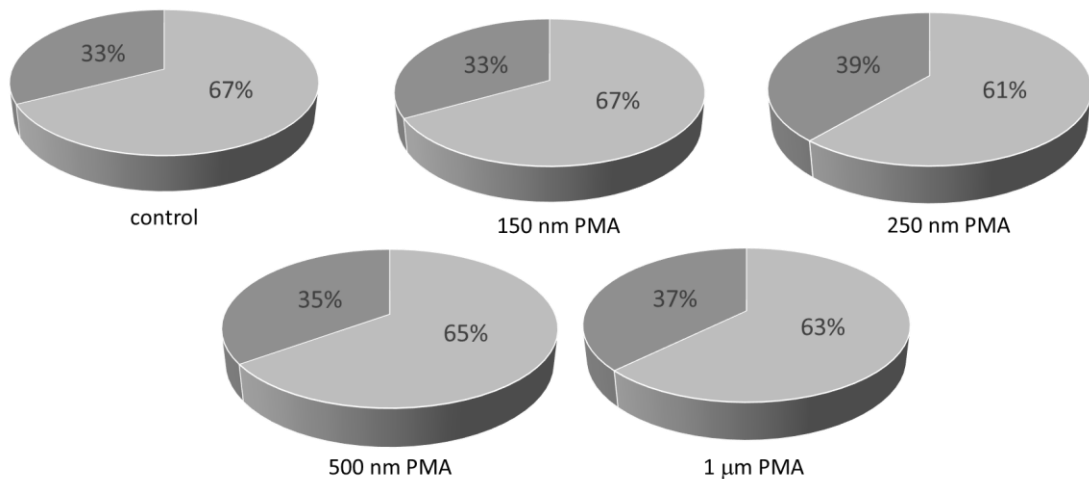 33%
67%
control
33%
67%
150 nm PMA
39%
61%
250 nm PMA
35%
65%
500 nm PMA
37%
63%
1 μm PMA